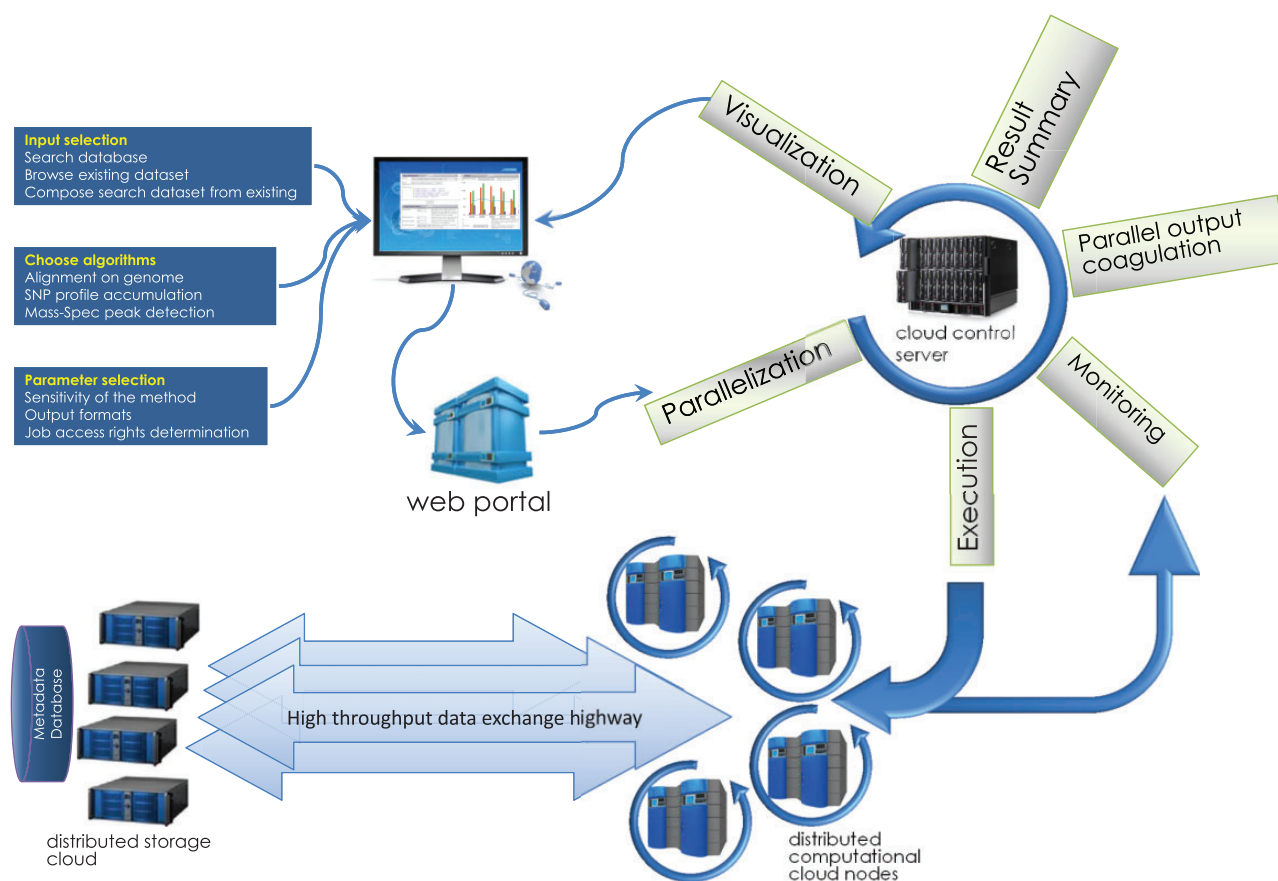 Input selection
Search database
Browse existing dataset
Compose search dataset from existing
Choose algorithms
Alignment on genome
SNP profile accumulation
Mass-Spec peak detection
Parameter selection
Sensitivity of the method
Output formats
Job access rights determination
web portal
Visualization
Result
Summary
Parallel output
coagulation
cloud control
server
Parallelization
Monitoring
Execution
Metadata
Database
High throughput data exchange highway
distributed storage
cloud
distributed
computational
cloud nodes